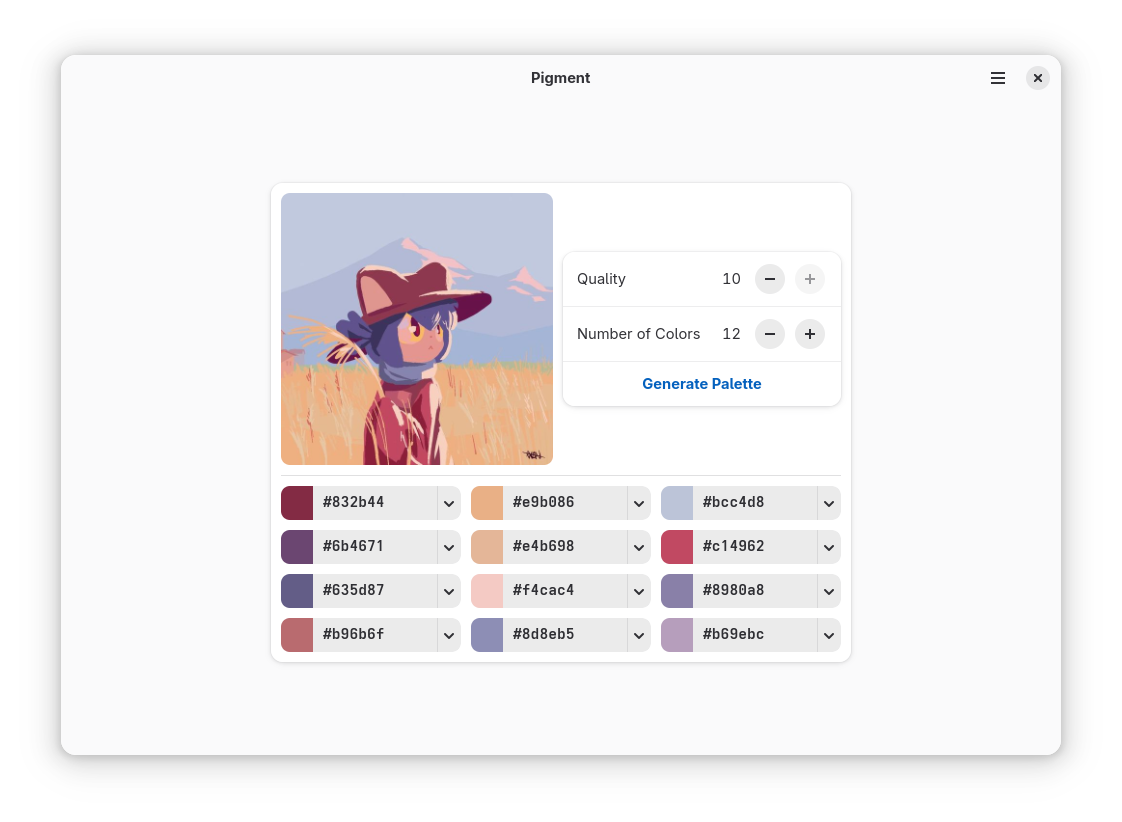 Pigment
Quality 10
Number of Colors 12
Generate Palette
#832b44 #e9b086 #bcc4d8
#6b4671 #e4b698 #c14962
#635d87 #f4cac4 #8980a8
#b96b6f #8d8eb5 #b69ebc